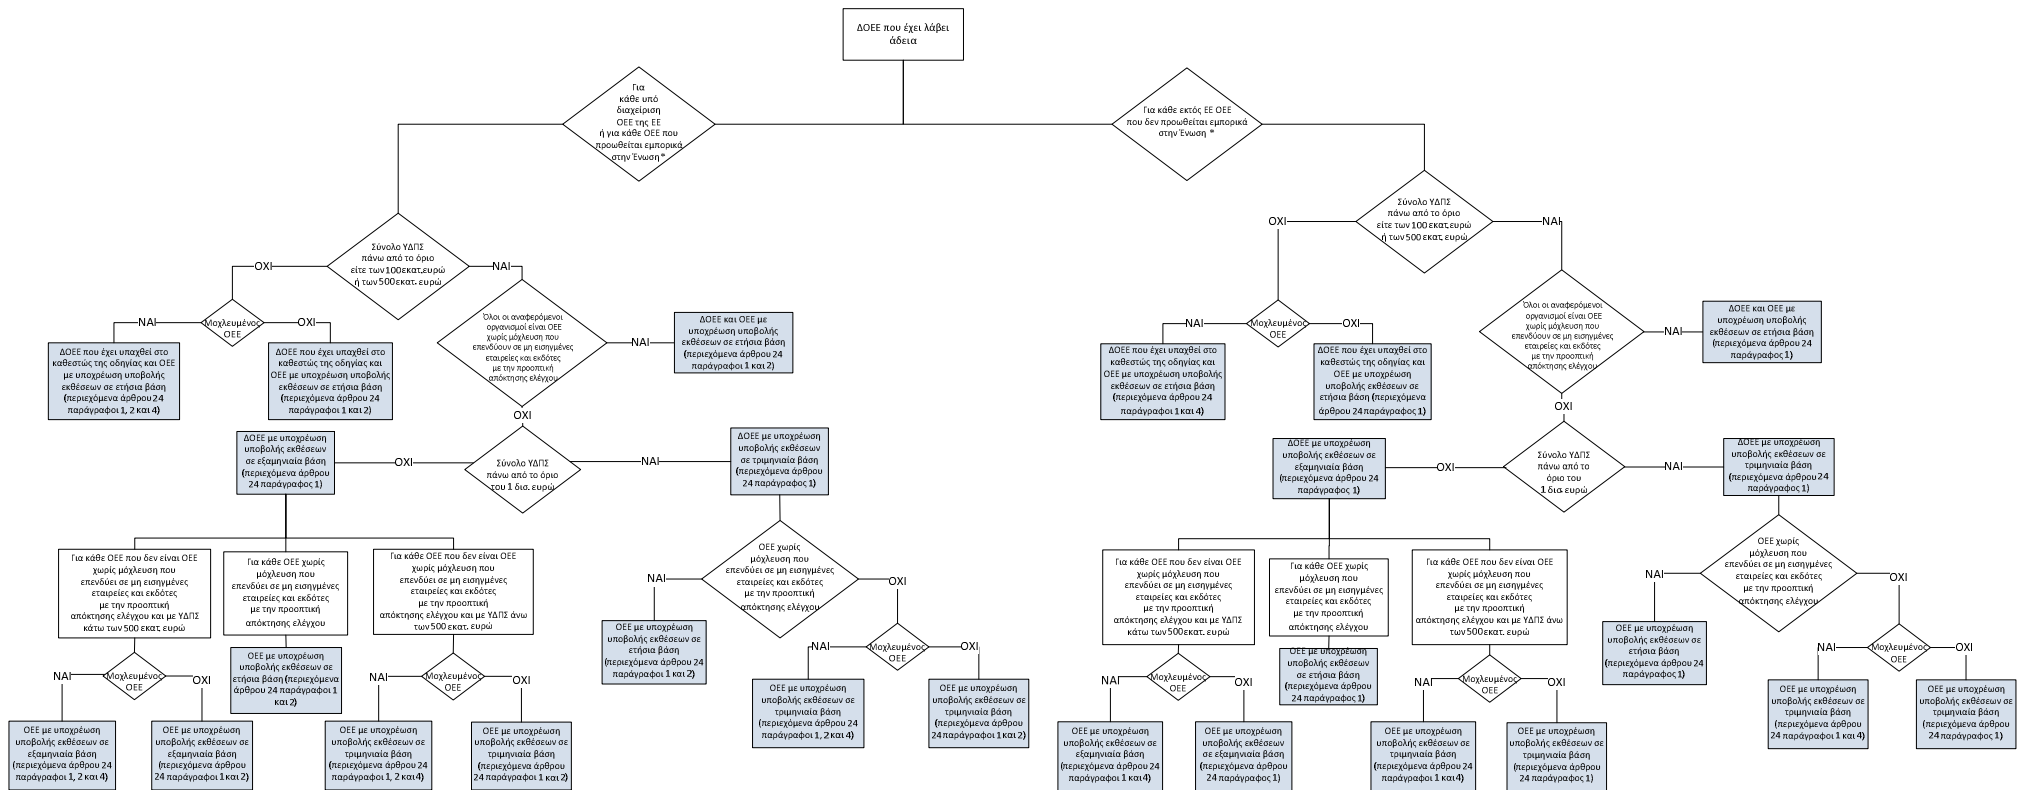 ΔΟΕΕ που έχει λάβει
άδεια
Για
κάθε υπό
διαχείριση
ΟΕΕ της ΕΕ
ή για κάθε ΟΕΕ που
προωθείται εμπορικά
στην Ένωση *
Για κάθε εκτός ΕΕ ΟΕΕ
που δεν προωθείται εμπορικά
στην Ένωση *
Σύνολο ΥΔΠΣ
πάνω από το όριο
είτε των 100 εκατ.ευρώ
ή των 500 εκατ. ευρώ
ΟΧΙ
ΝΑΙ
Μοχλευμένος
ΟΕΕ
ΝΑΙ
ΟΧΙ
ΔΟΕΕ που έχει υπαχθεί στο
καθεστώς της οδηγίας και ΟΕΕ
με υποχρέωση υποβολής
εκθέσεων σε ετήσια βάση
(περιεχόμενα άρθρου 24
παράγραφοι 1, 2 και 4)
ΔΟΕΕ που έχει υπαχθεί στο
καθεστώς της οδηγίας και
ΟΕΕ με υποχρέωση υποβολής
εκθέσεων σε ετήσια βάση
(περιεχόμενα άρθρου 24
παράγραφοι 1 και 2)
Όλοι οι αναφερόμενοι
οργανισμοί είναι ΟΕΕ
χωρίς μόχλευση που
επενδύουν σε μη εισηγμένες
εταιρείες και εκδότες
με την προοπτική
απόκτησης ελέγχου
ΝΑΙ
ΔΟΕΕ και ΟΕΕ με
υποχρέωση υποβολής
εκθέσεων σε ετήσια βάση
(περιεχόμενα άρθρου 24
παράγραφοι 1 και 2)
ΟΧΙ
Σύνολο ΥΔΠΣ
πάνω από το όριο
του 1 δισ. ευρώ
ΟΧΙ
ΝΑΙ
ΔΟΕΕ με υποχρέωση
υποβολής εκθέσεων
σε εξαμηνιαία βάση
(περιεχόμενα άρθρου
24 παράγραφος 1)
ΔΟΕΕ με υποχρέωση
υποβολής εκθέσεων
σε τριμηνιαία βάση
(περιεχόμενα άρθρου
24 παράγραφος 1)
Για κάθε ΟΕΕ που δεν είναι ΟΕΕ
χωρίς μόχλευση που
επενδύει σε μη εισηγμένες
εταιρείες και εκδότες
με την προοπτική
απόκτησης ελέγχου και με ΥΔΠΣ
κάτω των 500 εκατ. ευρώ
Για κάθε ΟΕΕ χωρίς
μόχλευση που
επενδύει σε μη εισηγμένες
εταιρείες και εκδότες
με την προοπτική
απόκτησης ελέγχου
Για κάθε ΟΕΕ που δεν είναι ΟΕΕ
χωρίς μόχλευση που
επενδύει σε μη εισηγμένες
εταιρείες και εκδότες
με την προοπτική
απόκτησης ελέγχου και με ΥΔΠΣ άνω
των 500 εκατ. ευρώ
Μοχλευμένος
ΟΕΕ
ΝΑΙ
ΟΧΙ
ΟΕΕ με υποχρέωση
υποβολής εκθέσεων σε
ετήσια βάση (περιεχόμενα
άρθρου 24 παράγραφοι 1
και 2)
Μοχλευμένος
ΟΕΕ
ΝΑΙ
ΟΧΙ
ΟΕΕ με υποχρέωση
υποβολής εκθέσεων σε
εξαμηνιαία βάση
(περιεχόμενα άρθρου 24
παράγραφοι 1, 2 και 4)
ΟΕΕ με υποχρέωση
υποβολής εκθέσεων σε
εξαμηνιαία βάση
(περιεχόμενα άρθρου
24 παράγραφοι 1 και 2)
ΟΕΕ με υποχρέωση
υποβολής εκθέσεων σε
τριμηνιαία βάση
(περιεχόμενα άρθρου 24
παράγραφοι 1, 2 και 4)
ΟΕΕ με υποχρέωση
υποβολής εκθέσεων σε
τριμηνιαία βάση
(περιεχόμενα άρθρου
24 παράγραφοι 1 και 2)
ΟΕΕ χωρίς
μόχλευση που
επενδύει σε μη εισηγμένες
εταιρείες και εκδότες
με την προοπτική
απόκτησης ελέγχου
ΝΑΙ
ΟΧΙ
ΟΕΕ με υποχρέωση
υποβολής εκθέσεων σε
ετήσια βάση
(περιεχόμενα άρθρου 24
παράγραφοι 1 και 2)
Μοχλευμένος
ΟΕΕ
ΝΑΙ
ΟΧΙ
ΟΕΕ με υποχρέωση
υποβολής εκθέσεων σε
τριμηνιαία βάση
(περιεχόμενα άρθρου 24
παράγραφοι 1, 2 και 4)
ΟΕΕ με υποχρέωση
υποβολής εκθέσεων σε
τριμηνιαία βάση
(περιεχόμενα άρθρου
24 παράγραφοι 1 και 2)
Σύνολο ΥΔΠΣ
πάνω από το όριο
είτε των 100 εκατ.ευρώ
ή των 500 εκατ. ευρώ
ΟΧΙ
ΝΑΙ
Μοχλευμένος
ΟΕΕ
ΝΑΙ
ΟΧΙ
ΔΟΕΕ που έχει υπαχθεί στο
καθεστώς της οδηγίας και
ΟΕΕ με υποχρέωση υποβολής
εκθέσεων σε ετήσια βάση
(περιεχόμενα άρθρου 24
παράγραφοι 1 και 4)
ΔΟΕΕ που έχει υπαχθεί στο
καθεστώς της οδηγίας και
ΟΕΕ με υποχρέωση
υποβολής εκθέσεων σε
ετήσια βάση (περιεχόμενα
άρθρου 24 παράγραφος 1)
Όλοι οι αναφερόμενοι
οργανισμοί είναι ΟΕΕ
χωρίς μόχλευση που
επενδύουν σε μη εισηγμένες
εταιρείες και εκδότες
με την προοπτική
απόκτησης ελέγχου
ΝΑΙ
ΔΟΕΕ και ΟΕΕ με
υποχρέωση υποβολής
εκθέσεων σε ετήσια βάση
(περιεχόμενα άρθρου 24
παράγραφος 1)
ΟΧΙ
Σύνολο ΥΔΠΣ
πάνω από το
όριο του
1 δισ. ευρώ
ΟΧΙ
ΝΑΙ
ΔΟΕΕ με υποχρέωση
υποβολής εκθέσεων σε
εξαμηνιαία βάση
(περιεχόμενα άρθρου 24
παράγραφος 1)
ΔΟΕΕ με υποχρέωση
υποβολής εκθέσεων σε
τριμηνιαία βάση
(περιεχόμενα άρθρου 24
παράγραφος 1)
Για κάθε ΟΕΕ που δεν είναι ΟΕΕ
χωρίς μόχλευση που
επενδύει σε μη εισηγμένες
εταιρείες και εκδότες
με την προοπτική
απόκτησης ελέγχου και με ΥΔΠΣ
κάτω των 500 εκατ. ευρώ
Για κάθε ΟΕΕ χωρίς
μόχλευση που
επενδύει σε μη εισηγμένες
εταιρείες και εκδότες
με την προοπτική
απόκτησης ελέγχου
Για κάθε ΟΕΕ που δεν είναι ΟΕΕ
χωρίς μόχλευση που
επενδύει σε μη εισηγμένες
εταιρείες και εκδότες
με την προοπτική
απόκτησης ελέγχου και με ΥΔΠΣ άνω
των 500 εκατ. ευρώ
Μοχλευμένος
ΟΕΕ
ΝΑΙ
ΟΧΙ
ΟΕΕ με υποχρέωση
υποβολής εκθέσεων
σε ετήσια βάση
(περιεχόμενα άρθρου
24 παράγραφος 1)
Μοχλευμένος
ΟΕΕ
ΝΑΙ
ΟΧΙ
ΟΕΕ με υποχρέωση
υποβολής εκθέσεων σε
εξαμηνιαία βάση
(περιεχόμενα άρθρου 24
παράγραφοι 1 και 4)
ΟΕΕ με υποχρέωση
υποβολής εκθέσεων
σε εξαμηνιαία βάση
(περιεχόμενα άρθρου
24 παράγραφος 1)
ΟΕΕ με υποχρέωση
υποβολής εκθέσεων σε
τριμηνιαία βάση
(περιεχόμενα άρθρου 24
παράγραφοι 1 και 4)
ΟΕΕ με υποχρέωση
υποβολής εκθέσεων σε
τριμηνιαία βάση
(περιεχόμενα άρθρου
24 παράγραφος 1)
ΟΕΕ χωρίς
μόχλευση που
επενδύει σε μη εισηγμένες
εταιρείες και εκδότες
με την προοπτική
απόκτησης ελέγχου
ΝΑΙ
ΟΧΙ
ΟΕΕ με υποχρέωση
υποβολής εκθέσεων σε
ετήσια βάση
(περιεχόμενα άρθρου 24
παράγραφος 1)
Μοχλευμένος
ΟΕΕ
ΝΑΙ
ΟΧΙ
ΟΕΕ με υποχρέωση
υποβολής εκθέσεων σε
τριμηνιαία βάση
(περιεχόμενα άρθρου
24 παράγραφοι 1 και 4)
ΟΕΕ με υποχρέωση
υποβολής εκθέσεων σε
τριμηνιαία βάση
(περιεχόμενα άρθρου
24 παράγραφος 1)